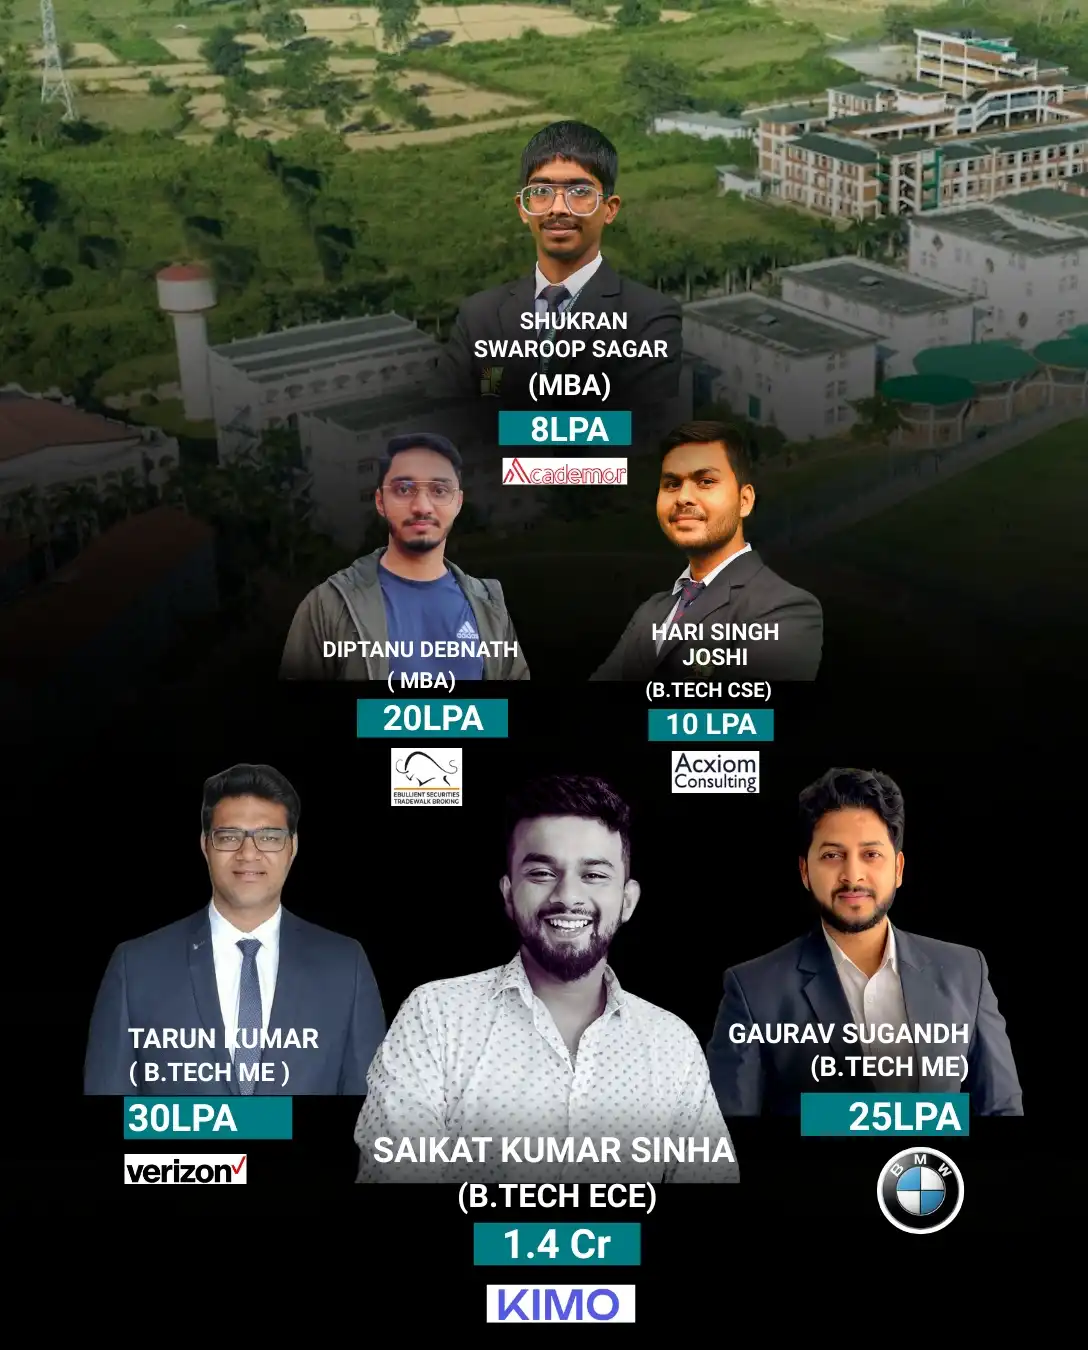 SHUKRAN
SWAROOP SAGAR
(MBA)
8LPA
Academor
DIPTANU DEBNATH
( MBA)
20LPA
EBULLIENT SECURITIES
TRADEWALK BROKING
HARI SINGH
JOSHI
(B.TECH CSE)
10 LPA
Acxiom
Consulting
adidas
TARUN KUMAR
( B.TECH ME )
30LPA
verizon✓
SAIKAT KUMAR SINHA
(B.TECH ECE)
1.4 Cr
KIMO
GAURAV SUGANDH
(B.TECH ME)
25LPA
BMW